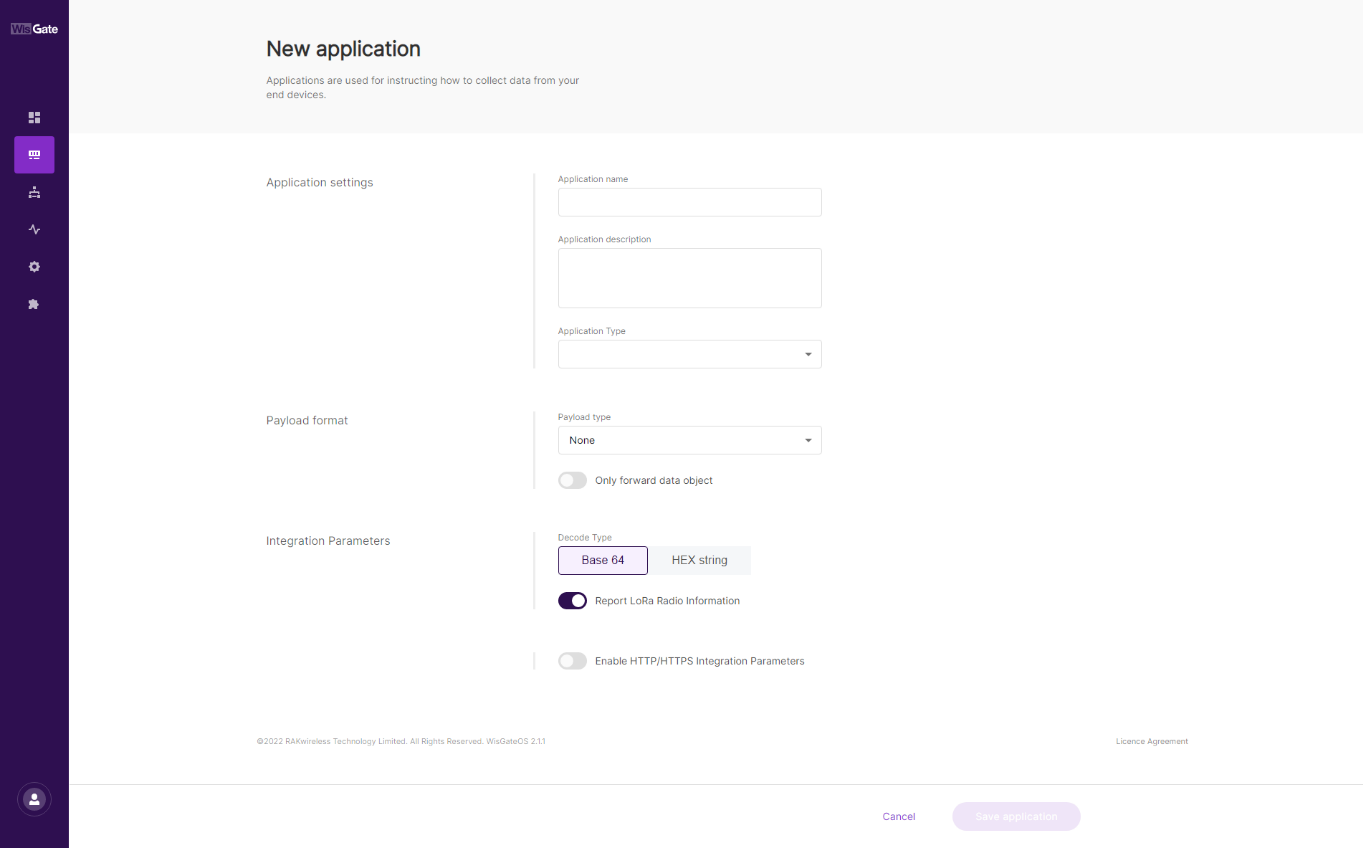 WisGate
New application
Applications are used for instructing how to collect data from your
end devices.
Application settings
Application name
Application description
Application Type
Payload format
Payload type
None
Only forward data object
Integration Parameters
Decode Type
Base 64
HEX string
Report LoRa Radio Information
Enable HTTP/HTTPS Integration Parameters
©2022 RAKwireless Technology Limited. All Rights Reserved. WisGateOS 2.1.1
Licence Agreement
Cancel
Save application